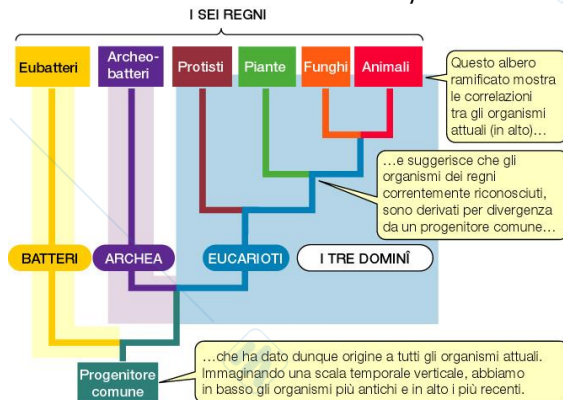 I SEI REGNI
Eubatteri
Archeo-
batteri
Protisti
Piante
Funghi
Animali
Questo albero
ramificato mostra
le correlazioni
tra gli organismi
attuali (in alto)…
…e suggerisce che gli
organismi dei regni
correntemente riconosciuti,
sono derivati per divergenza
da un progenitore comune…
BATTERI
ARCHEA
EUCARIOTI
I TRE DOMINÎ
…che ha dato dunque origine a tutti gli organismi attuali.
Immaginando una scala temporale verticale, abbiamo
in basso gli organismi più antichi e in alto i più recenti.
Progenitore
comune